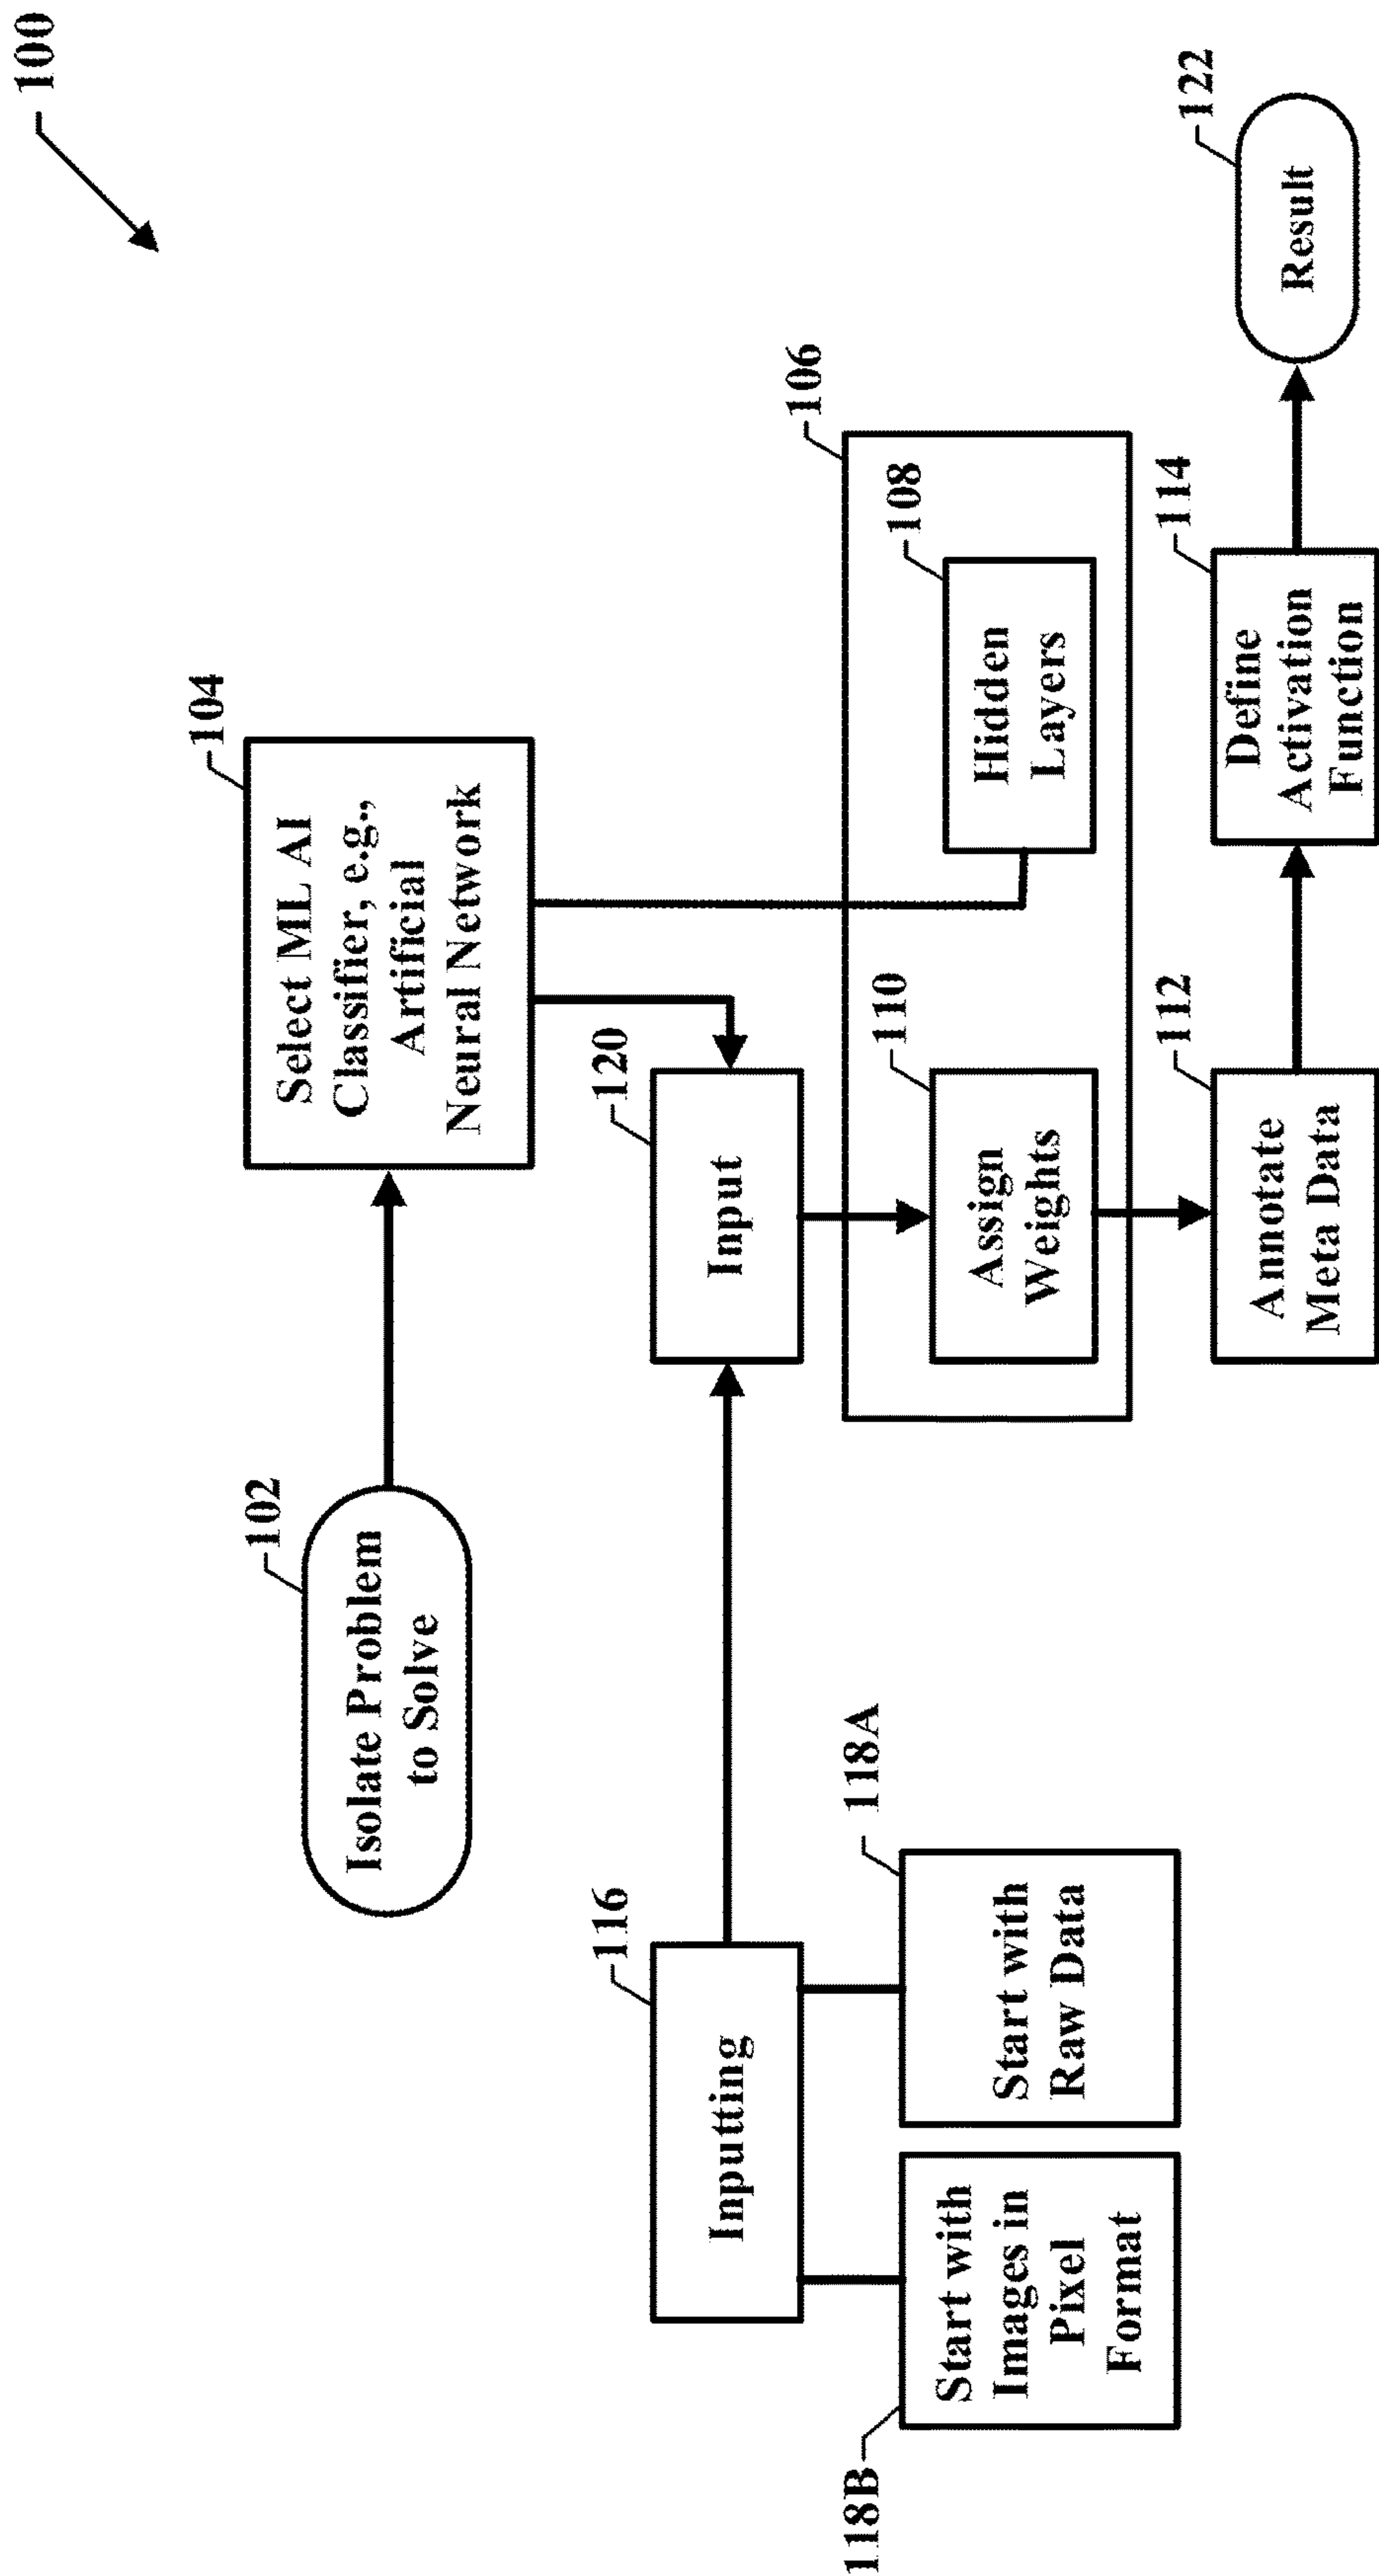 100
102
Isolate Problem
to Solve
104
Select ML AI
Classifier, e.g.,
Artificial
Neural Network
116
Inputting
120
Input
106
118B
Start with
Images in
Pixel
Format
118A
Start with
Raw Data
110
Assign
Weights
108
Hidden
Layers
112
Annotate
Meta Data
114
Define
Activation
Function
122
Result